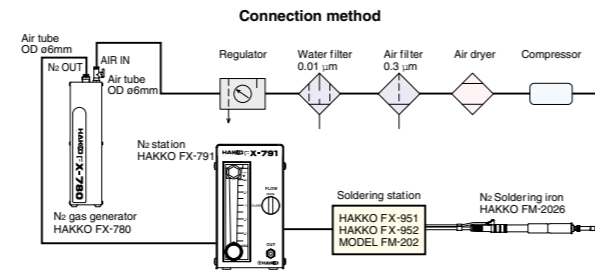 Connection method
Air tube
OD ø6mm
N2 OUT
AIR IN
Air tube
OD ø6mm
Regulator
Water filter
0.01 µm
Air filter
0.3 µm
Air dryer
Compressor
HAKKO FX-780
N2 gas generator
HAKKO FX-780
N2 station
HAKKO FX-791
HAKKO FX-791
FLOW
OUT
HAKKO
Soldering station
HAKKO FX-951
HAKKO FX-952
MODEL FM-202
N2 Soldering iron
HAKKO FM-2026